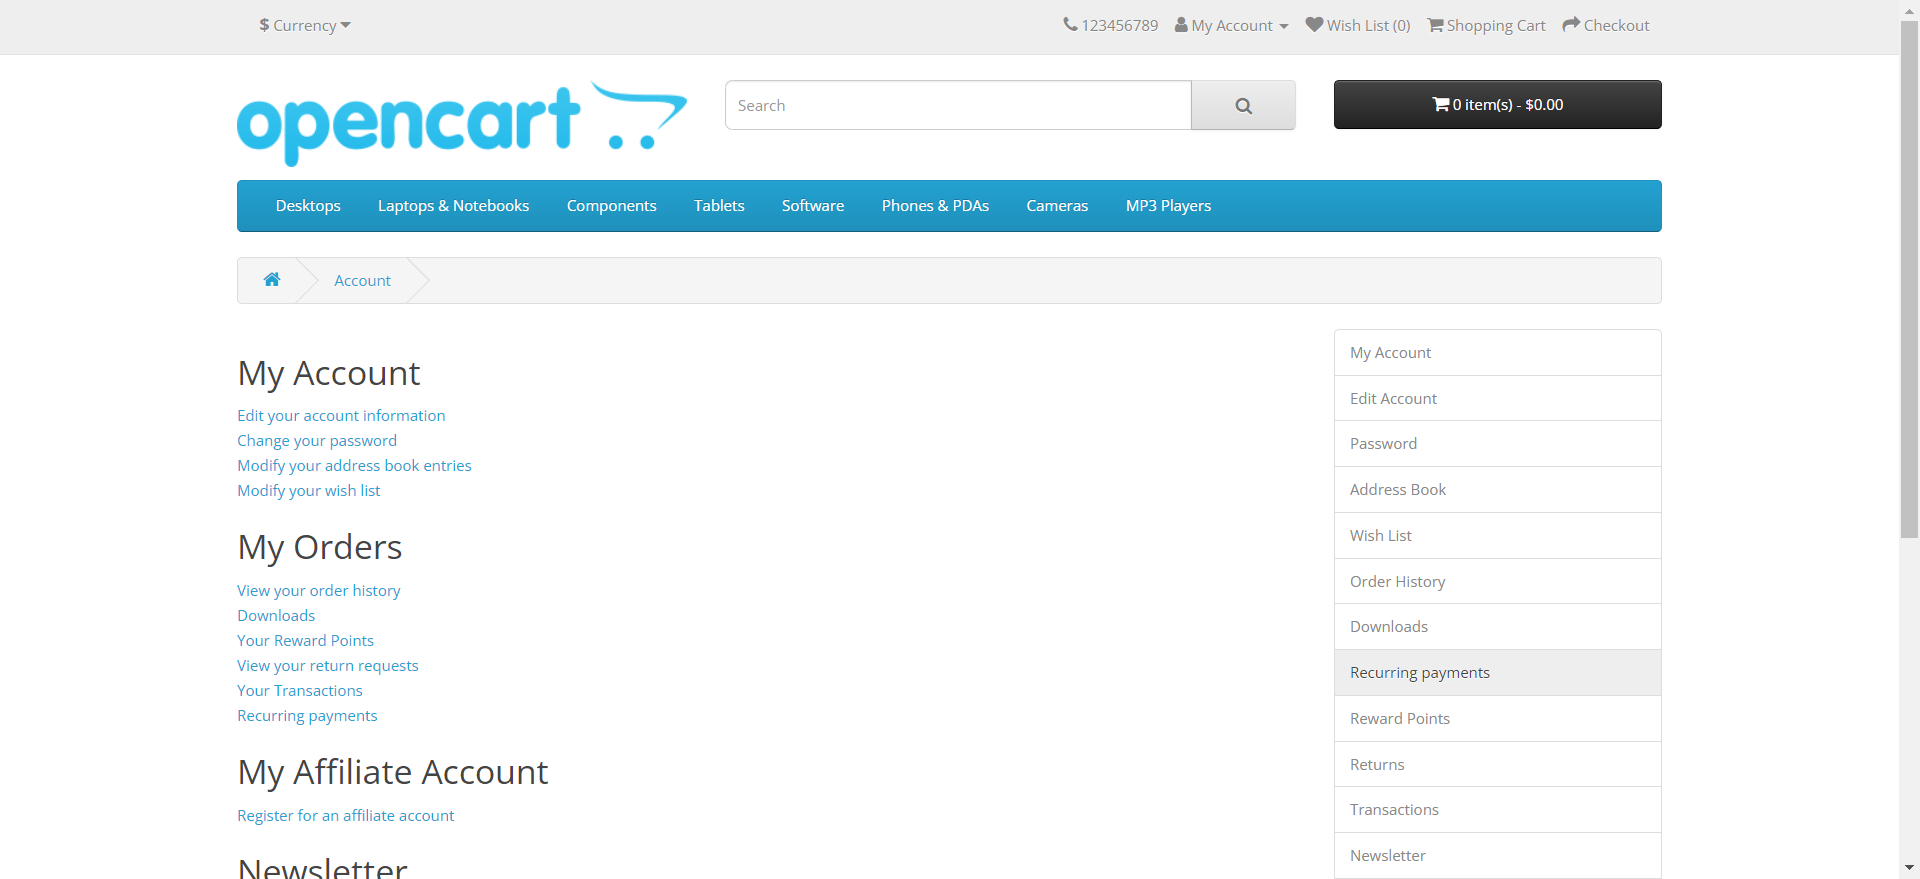 $ Currency
123456789 My Account Wish List (0) Shopping Cart Checkout
opencart
Search
0 item(s) - $0.00
Desktops Laptops & Notebooks Components Tablets Software Phones & PDAs Cameras MP3 Players
Account
My Account
Edit your account information
Change your password
Modify your address book entries
Modify your wish list
My Orders
View your order history
Downloads
Your Reward Points
View your return requests
Your Transactions
Recurring payments
My Affiliate Account
Register for an affiliate account
Newsletter
My Account
Edit Account
Password
Address Book
Wish List
Order History
Downloads
Recurring payments
Reward Points
Returns
Transactions
Newsletter